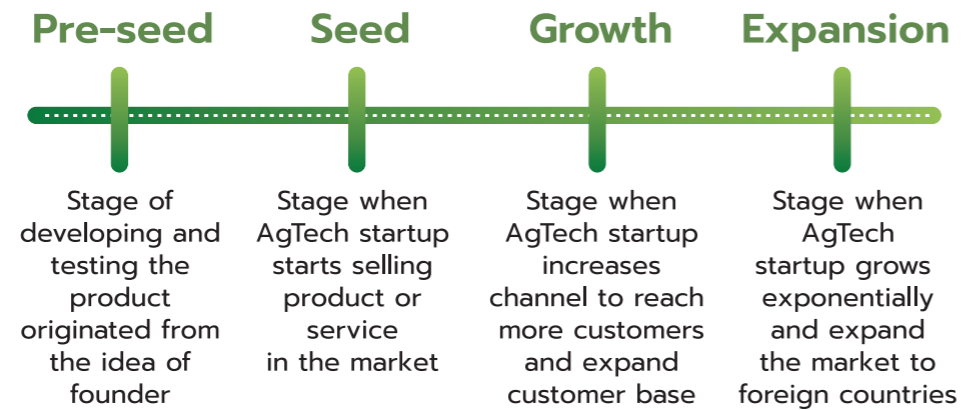 Pre-seed
Stage of
developing and
testing the
product
originated from
the idea of
founder
Seed
Stage when
AgTech startup
starts selling
product or
service
in the market
Growth
Stage when
AgTech startup
increases
channel to reach
more customers
and expand
customer base
Expansion
Stage when
AgTech
startup grows
exponentially
and expand
the market to
foreign countries